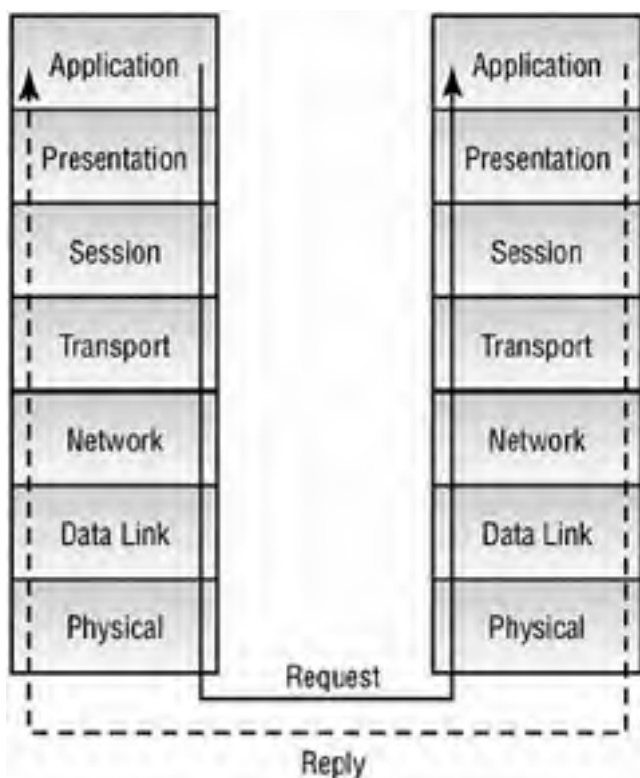 Application
Presentation
Session
Transport
Network
Data Link
Physical
Application
Presentation
Session
Transport
Network
Data Link
Physical
Request
Reply